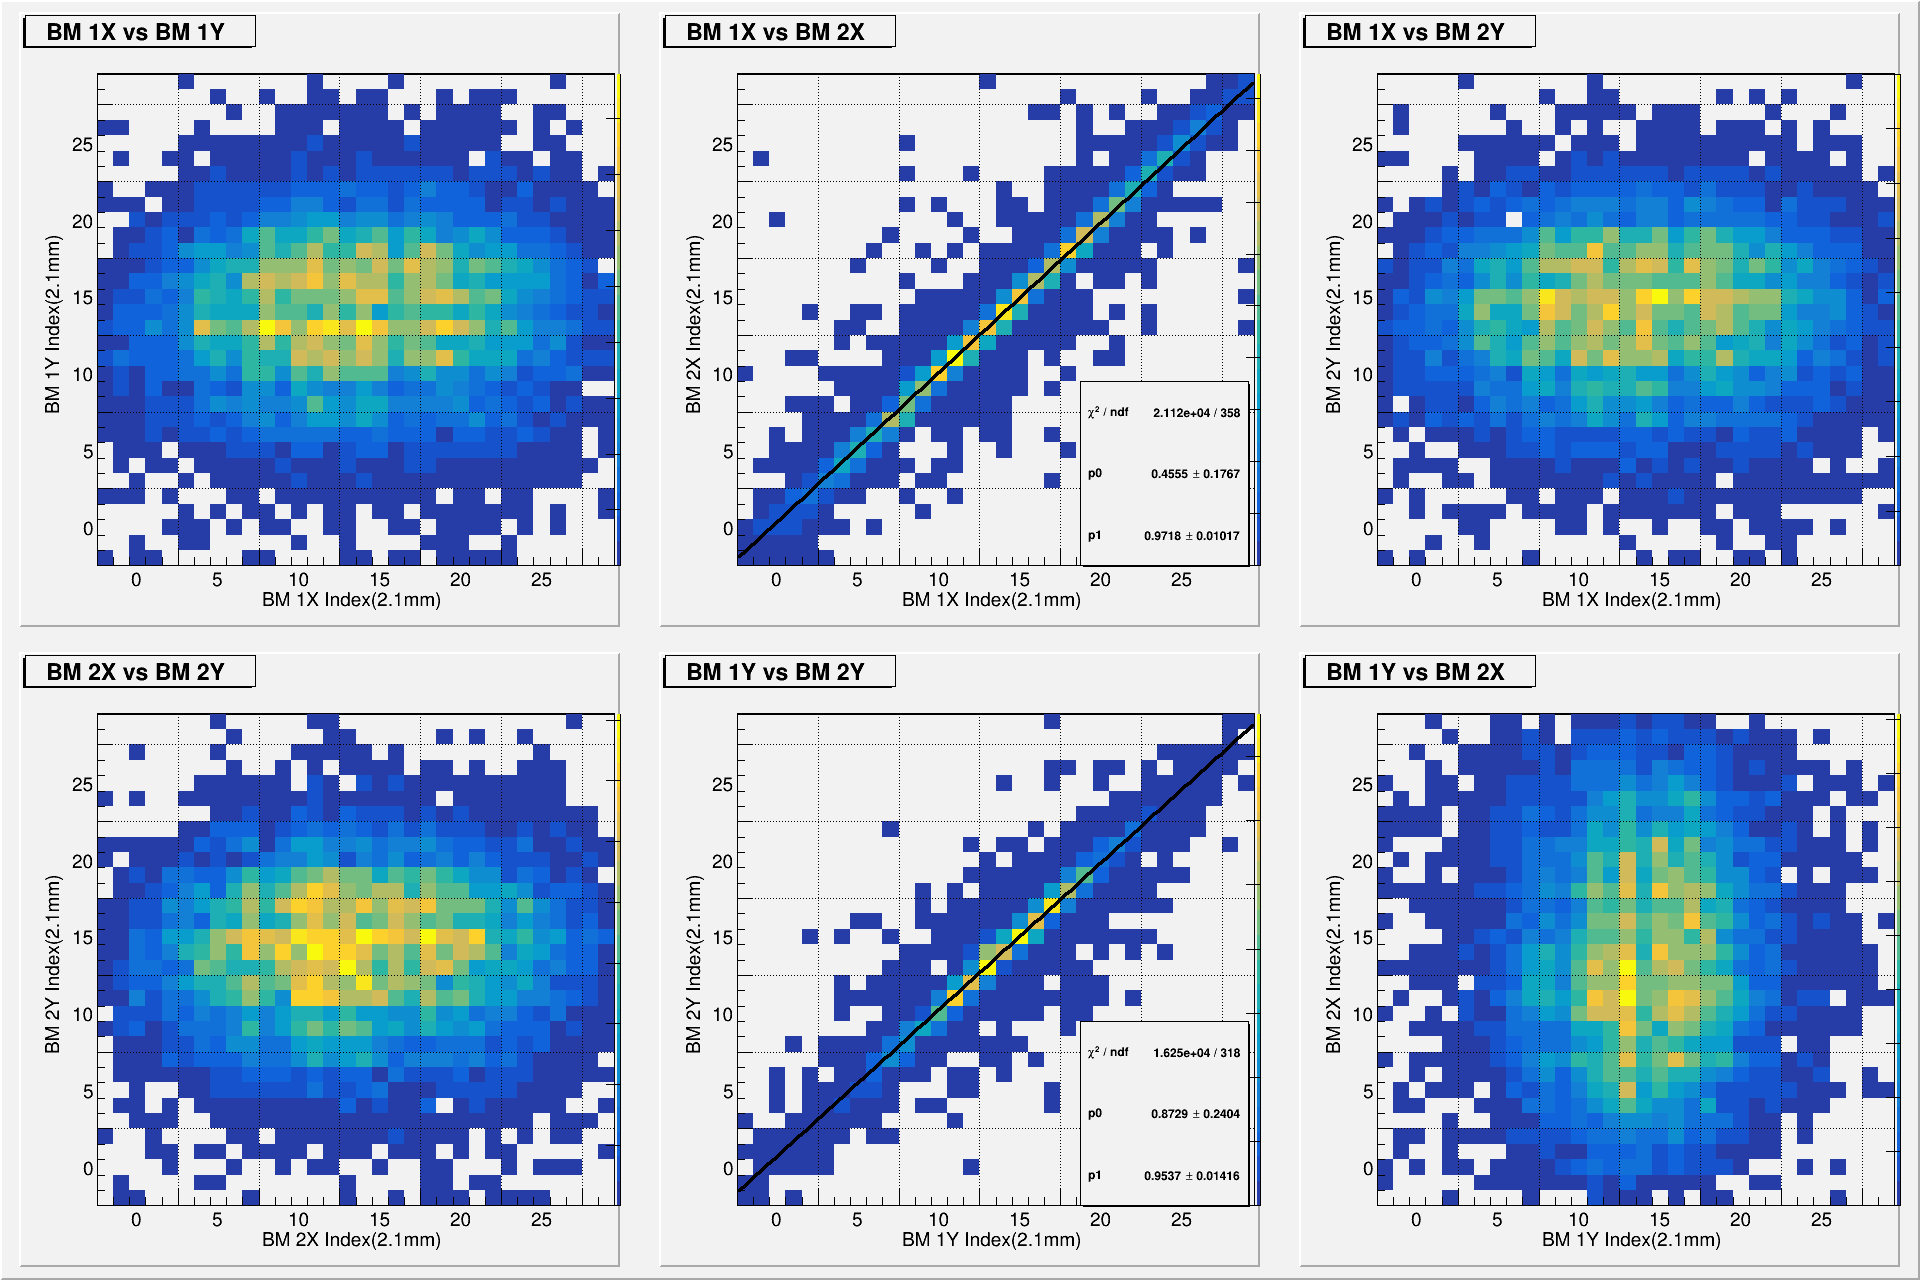 BM 1X vs BM 1Y
25
20
15
10
5
0
BM 1Y Index(2.1mm)
0 5 10 15 20 25
BM 1X Index(2.1mm)
BM 1X vs BM 2X
25
20
15
10
5
0
BM 2X Index(2.1mm)
χ² / ndf 2.112e+04 / 358
p0 0.4555 ± 0.1767
p1 0.9718 ± 0.01017
0 5 10 15 20 25
BM 1X Index(2.1mm)
BM 1X vs BM 2Y
25
20
15
10
5
0
BM 2Y Index(2.1mm)
0 5 10 15 20 25
BM 1X Index(2.1mm)
BM 2X vs BM 2Y
25
20
15
10
5
0
BM 2Y Index(2.1mm)
0 5 10 15 20 25
BM 2X Index(2.1mm)
BM 1Y vs BM 2Y
25
20
15
10
5
0
BM 2Y Index(2.1mm)
χ² / ndf 1.625e+04 / 318
p0 0.8729 ± 0.2404
p1 0.9537 ± 0.01416
0 5 10 15 20 25
BM 1Y Index(2.1mm)
BM 1Y vs BM 2X
25
20
15
10
5
0
BM 2X Index(2.1mm)
0 5 10 15 20 25
BM 1Y Index(2.1mm)